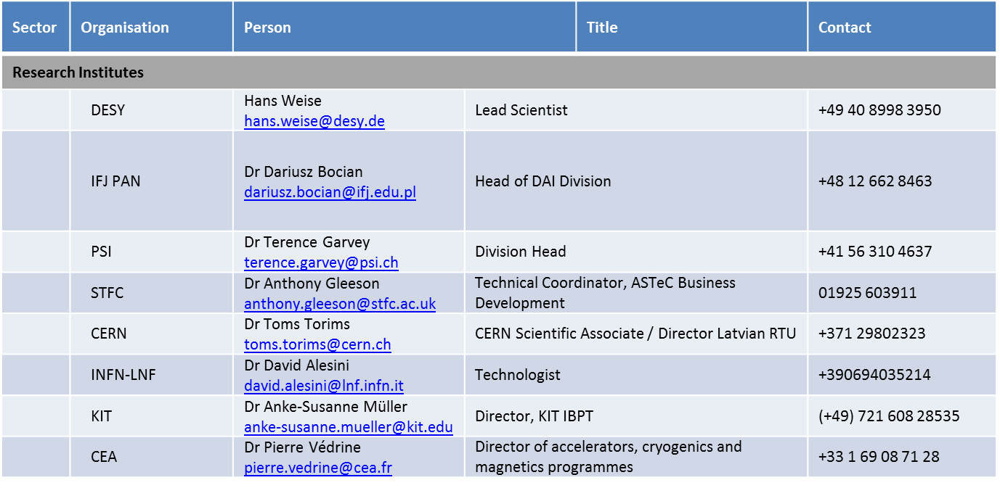 Sector Organisation Person Title Contact
Research Institutes
DESY Hans Weise Lead Scientist +49 40 8998 3950
hans.weise@desy.de
IFJ PAN Dr Dariusz Bocian Head of DAI Division +48 12 662 8463
dariusz.bocian@ifj.edu.pl
PSI Dr Terence Garvey Division Head +41 56 310 4637
terence.garvey@psi.ch
STFC Dr Anthony Gleeson Technical Coordinator, ASTeC Business 01925 603911
anthony.gleeson@stfc.ac.uk Development
CERN Dr Toms Torims CERN Scientific Associate / Director Latvian RTU +371 29802323
toms.torims@cern.ch
INFN-LNF Dr David Alesini Technologist +390694035214
david.alesini@lnf.infn.it
KIT Dr Anke-Susanne Müller Director, KIT IBPT (+49) 721 608 28535
anke-susanne.mueller@kit.edu
CEA Dr Pierre Védrine Director of accelerators, cryogenics and +33 1 69 08 71 28
pierre.vedrine@cea.fr magnetics programmes